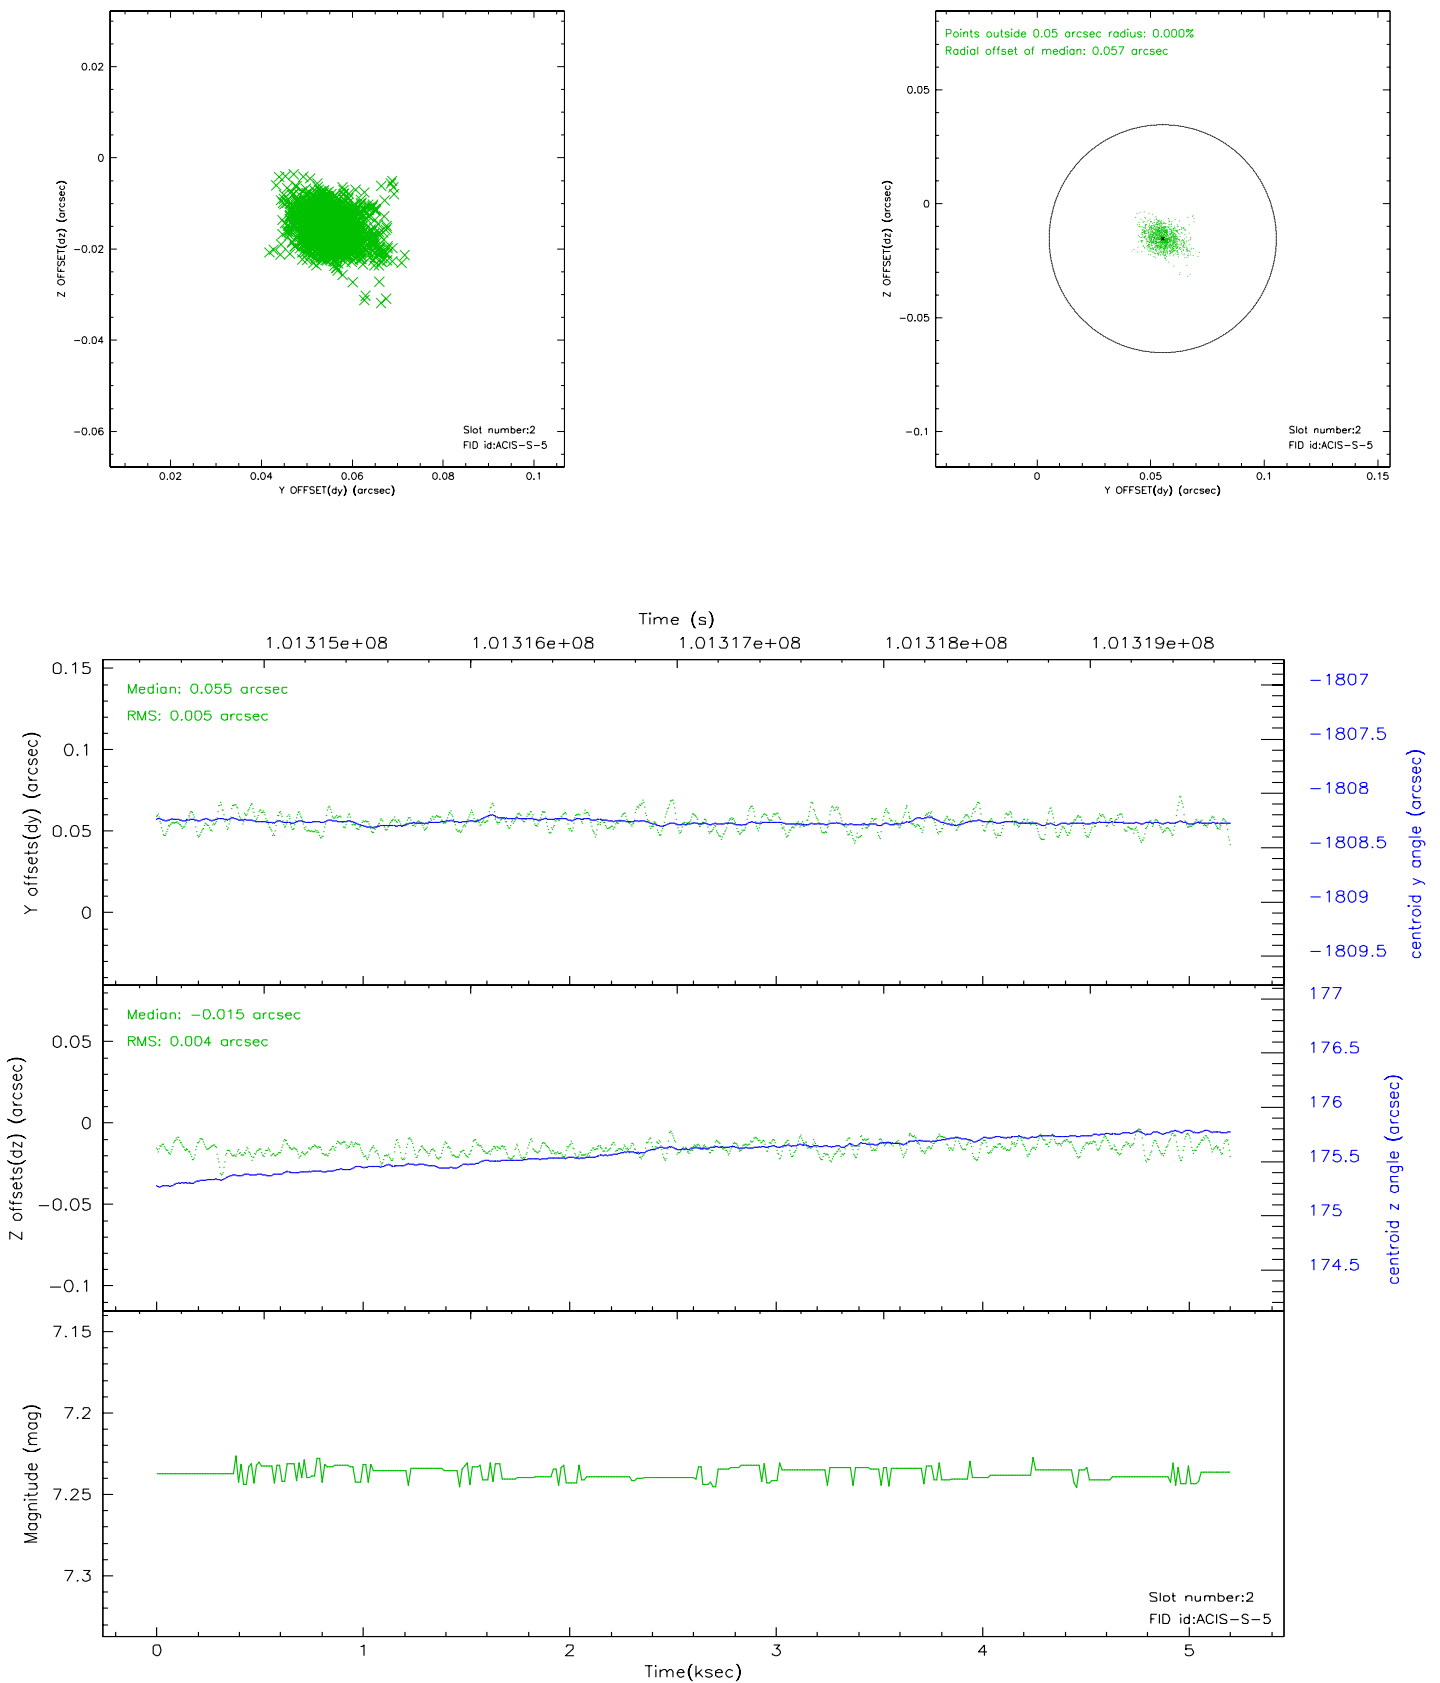 0.02
0
-0.02
-0.04
-0.06
Z OFFSET(dz) (arcsec)
Slot number:2
FID id:ACIS-S-5
0.02 0.04 0.06 0.08 0.1
Y OFFSET(dy) (arcsec)
Points outside 0.05 arcsec radius: 0.000%
Radial offset of median: 0.057 arcsec
0.05
0
-0.05
-0.1
Z OFFSET(dz) (arcsec)
Slot number:2
FID id:ACIS-S-5
0 0.05 0.1 0.15
Y OFFSET(dy) (arcsec)
Time (s)
1.01315e+08 1.01316e+08 1.01317e+08 1.01318e+08 1.01319e+08
0.15
0.1
0.05
0
Y offsets(dy) (arcsec)
Median: 0.055 arcsec
RMS: 0.005 arcsec
-1807
-1807.5
-1808
-1808.5
-1809
-1809.5
centroid y angle (arcsec)
0.05
0
-0.05
-0.1
Z offsets(dz) (arcsec)
Median: -0.015 arcsec
RMS: 0.004 arcsec
177
176.5
176
175.5
175
174.5
centroid z angle (arcsec)
7.15
7.2
7.25
7.3
Magnitude (mag)
Slot number:2
FID id:ACIS-S-5
0 1 2 3 4 5
Time(ksec)